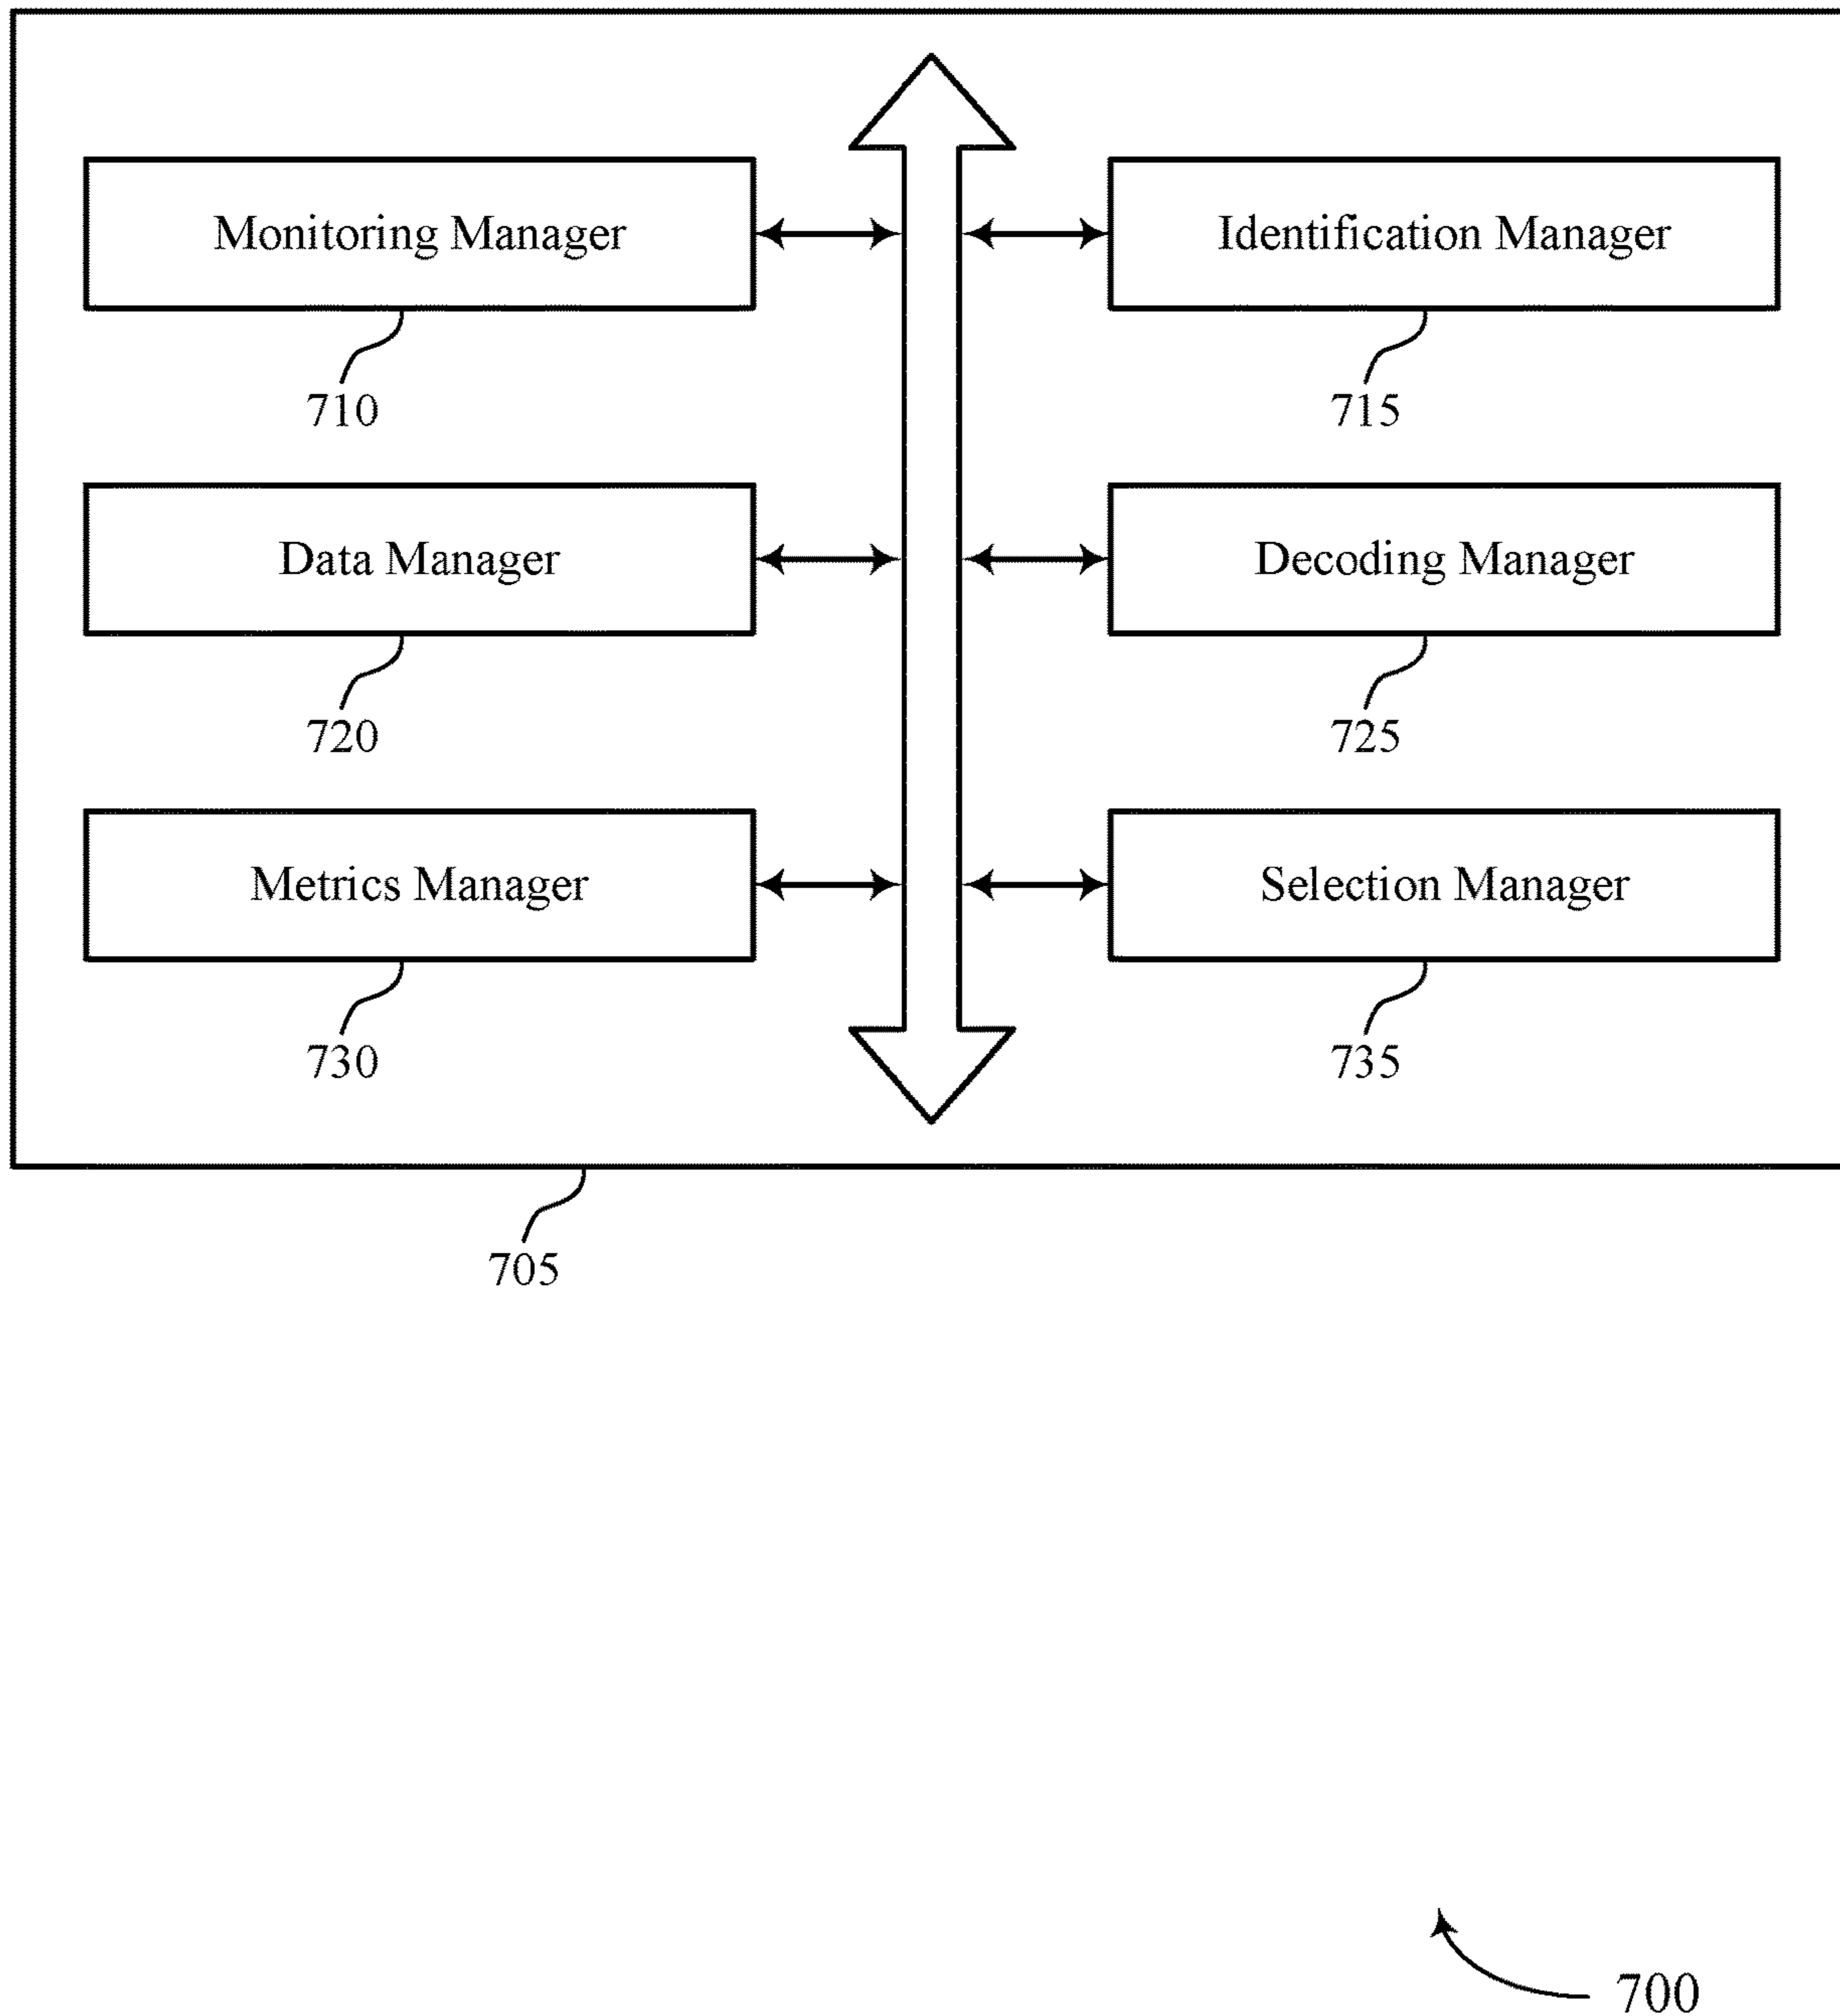 Monitoring Manager
Identification Manager
710
715
Data Manager
Decoding Manager
720
725
Metrics Manager
Selection Manager
730
735
705
700